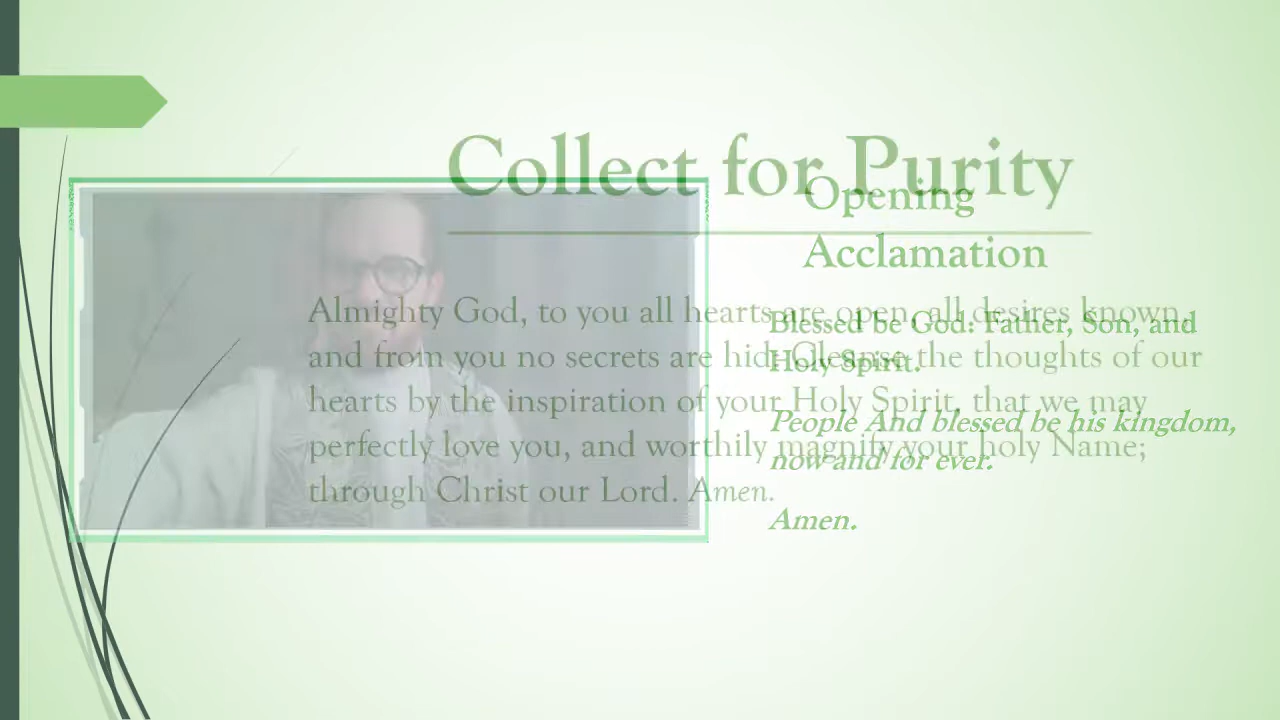 Collect for Purity
Almighty God, to you all hearts are open, all desires known,
and from you no secrets are hid: Cleanse the thoughts of our
hearts by the inspiration of your Holy Spirit, that we may
perfectly love you, and worthily magnify your holy Name;
through Christ our Lord. Amen.
Opening
Acclamation
Blessed be God: Father, Son, and
Holy Spirit.
People And blessed be his kingdom,
now and for ever.
Amen.